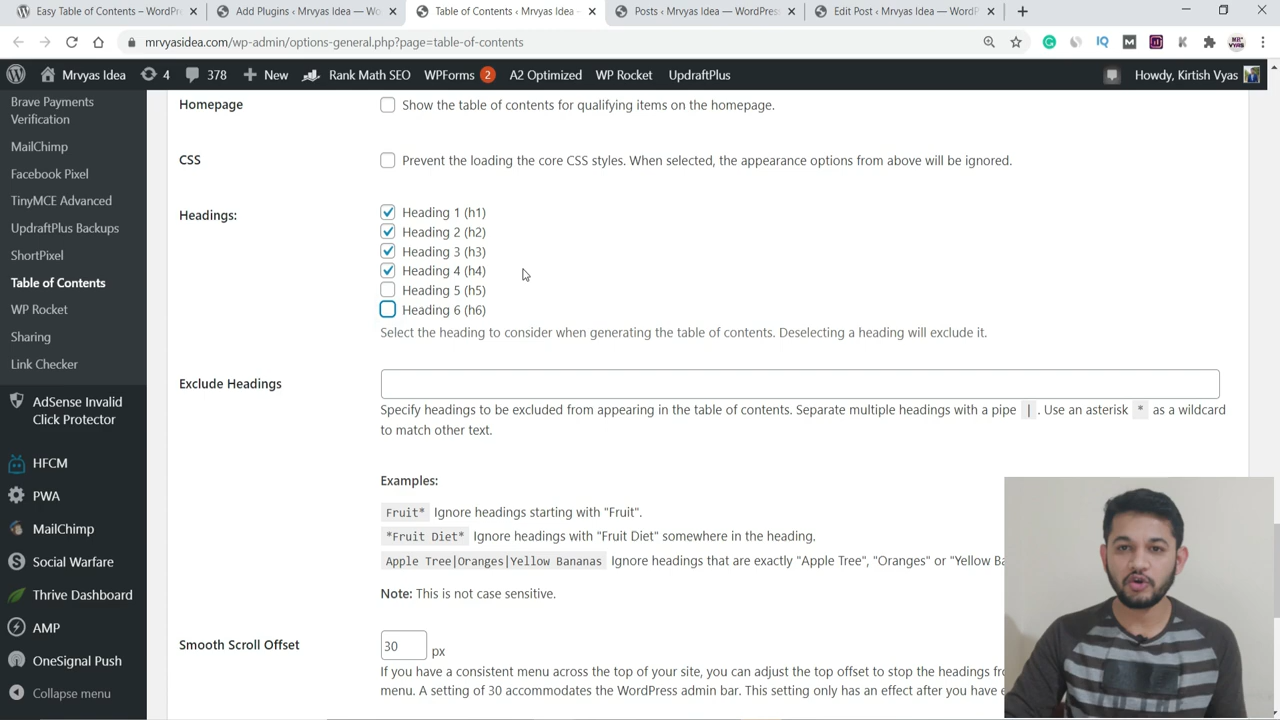 Easy Table of Contents – WordPr
Add Plugins ‹ Mrvyas Idea — Wo
Table of Contents ‹ Mrvyas Idea —
Posts ‹ Mrvyas Idea — WordPress
Edit Post ‹ Mrvyas Idea — WordP
mrvyasidea.com/wp-admin/options-general.php?page=table-of-contents
Mrvyas Idea 4 378 New Rank Math SEO WPForms 2 A2 Optimized WP Rocket UpdraftPlus Howdy, Kirtish Vyas
Brave Payments
Verification
MailChimp
Facebook Pixel
TinyMCE Advanced
UpdraftPlus Backups
ShortPixel
Table of Contents
WP Rocket
Sharing
Link Checker
AdSense Invalid
Click Protector
HFCM
PWA
MailChimp
Social Warfare
Thrive Dashboard
AMP
OneSignal Push
Collapse menu
Homepage
Show the table of contents for qualifying items on the homepage.
CSS
Prevent the loading the core CSS styles. When selected, the appearance options from above will be ignored.
Headings:
Heading 1 (h1)
Heading 2 (h2)
Heading 3 (h3)
Heading 4 (h4)
Heading 5 (h5)
Heading 6 (h6)
Select the heading to consider when generating the table of contents. Deselecting a heading will exclude it.
Exclude Headings
Specify headings to be excluded from appearing in the table of contents. Separate multiple headings with a pipe | . Use an asterisk * as a wildcard
to match other text.
Examples:
Fruit* Ignore headings starting with "Fruit".
*Fruit Diet* Ignore headings with "Fruit Diet" somewhere in the heading.
Apple Tree|Oranges|Yellow Bananas Ignore headings that are exactly "Apple Tree", "Oranges" or "Yellow Ba
Note: This is not case sensitive.
Smooth Scroll Offset
30 px
If you have a consistent menu across the top of your site, you can adjust the top offset to stop the headings fro
menu. A setting of 30 accommodates the WordPress admin bar. This setting only has an effect after you have e